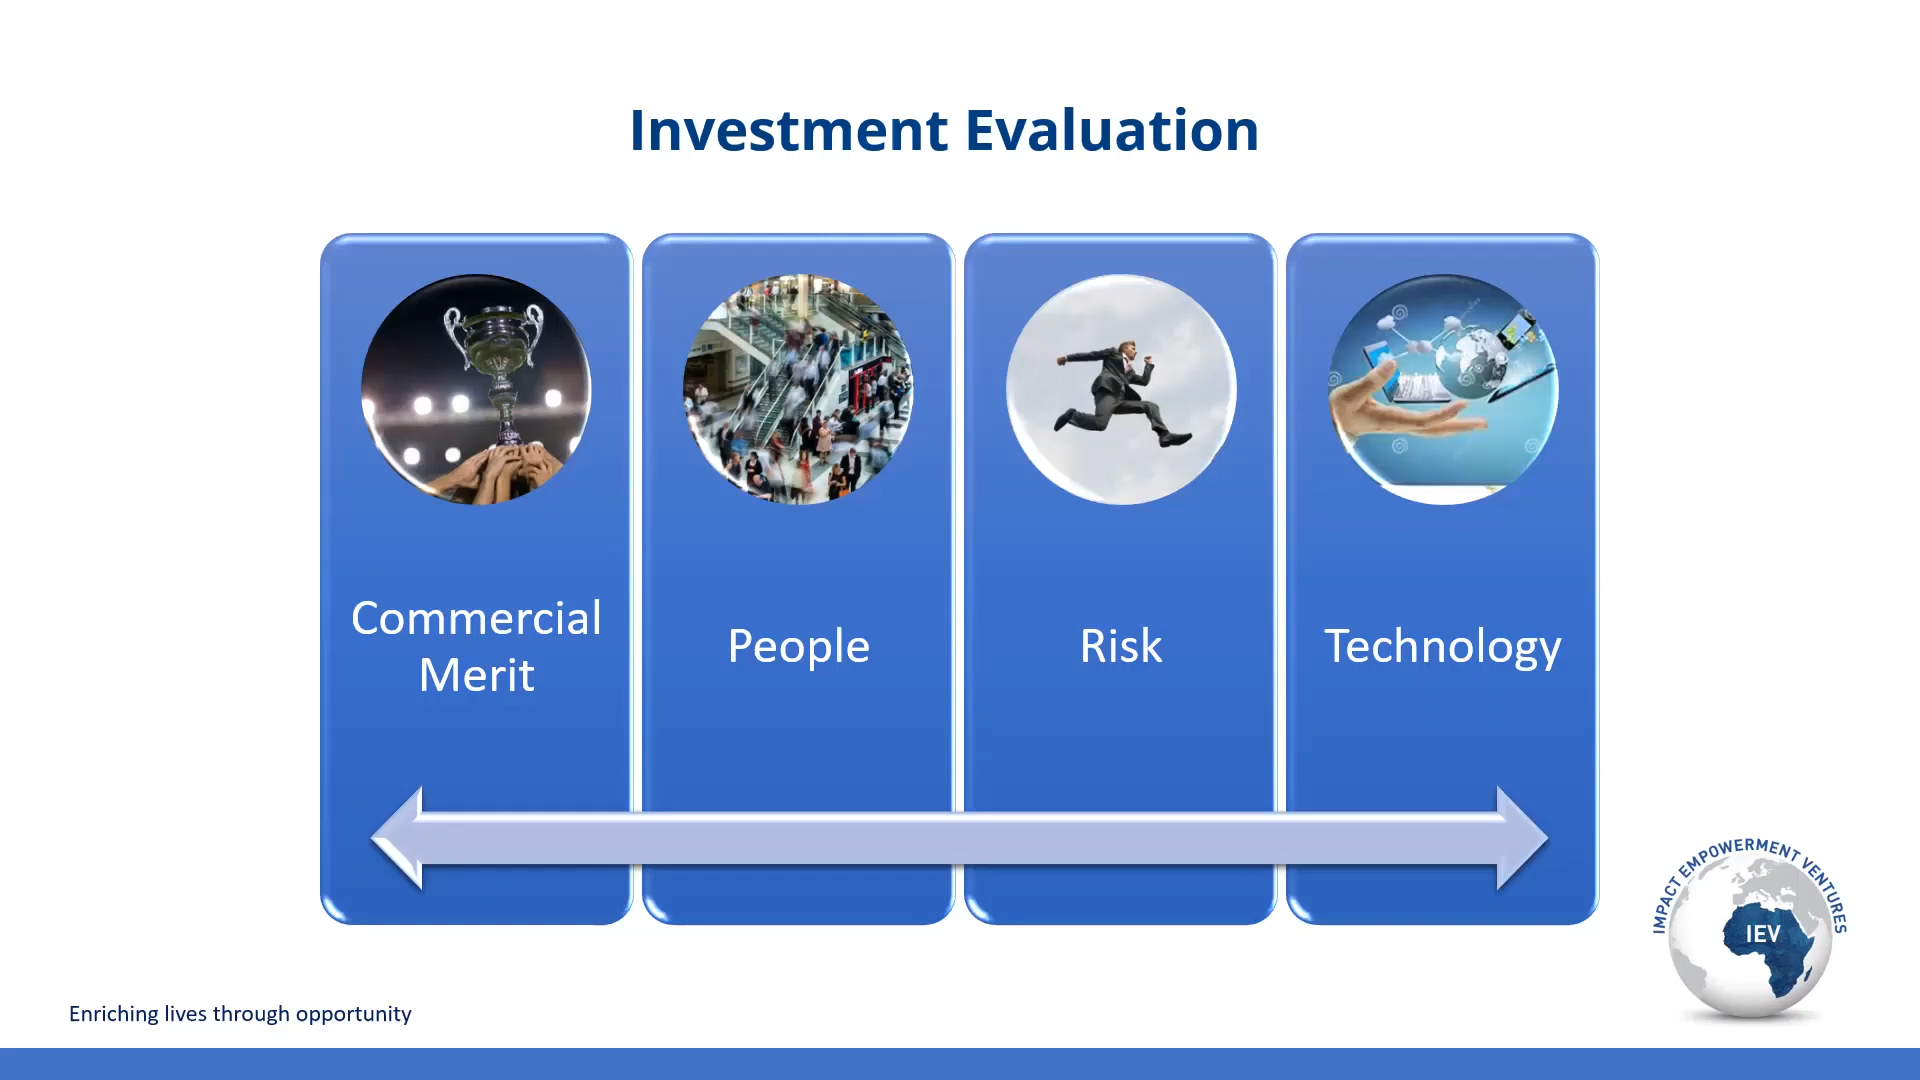 Investment Evaluation
Commercial
Merit
People
Risk
Technology
IMPACT EMPOWERMENT VENTURES
IEV
Enriching lives through opportunity